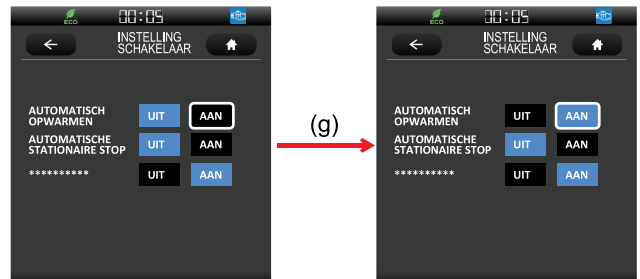 ECO 00:05
INSTELLING
SCHAKELAAR
AUTOMATISCH
OPWARMEN
UIT AAN
AUTOMATISCHE
STATIONAIRE STOP
UIT AAN
********** UIT AAN
(g)
ECO 00:05
INSTELLING
SCHAKELAAR
AUTOMATISCH
OPWARMEN
UIT AAN
AUTOMATISCHE
STATIONAIRE STOP
UIT AAN
********** UIT AAN